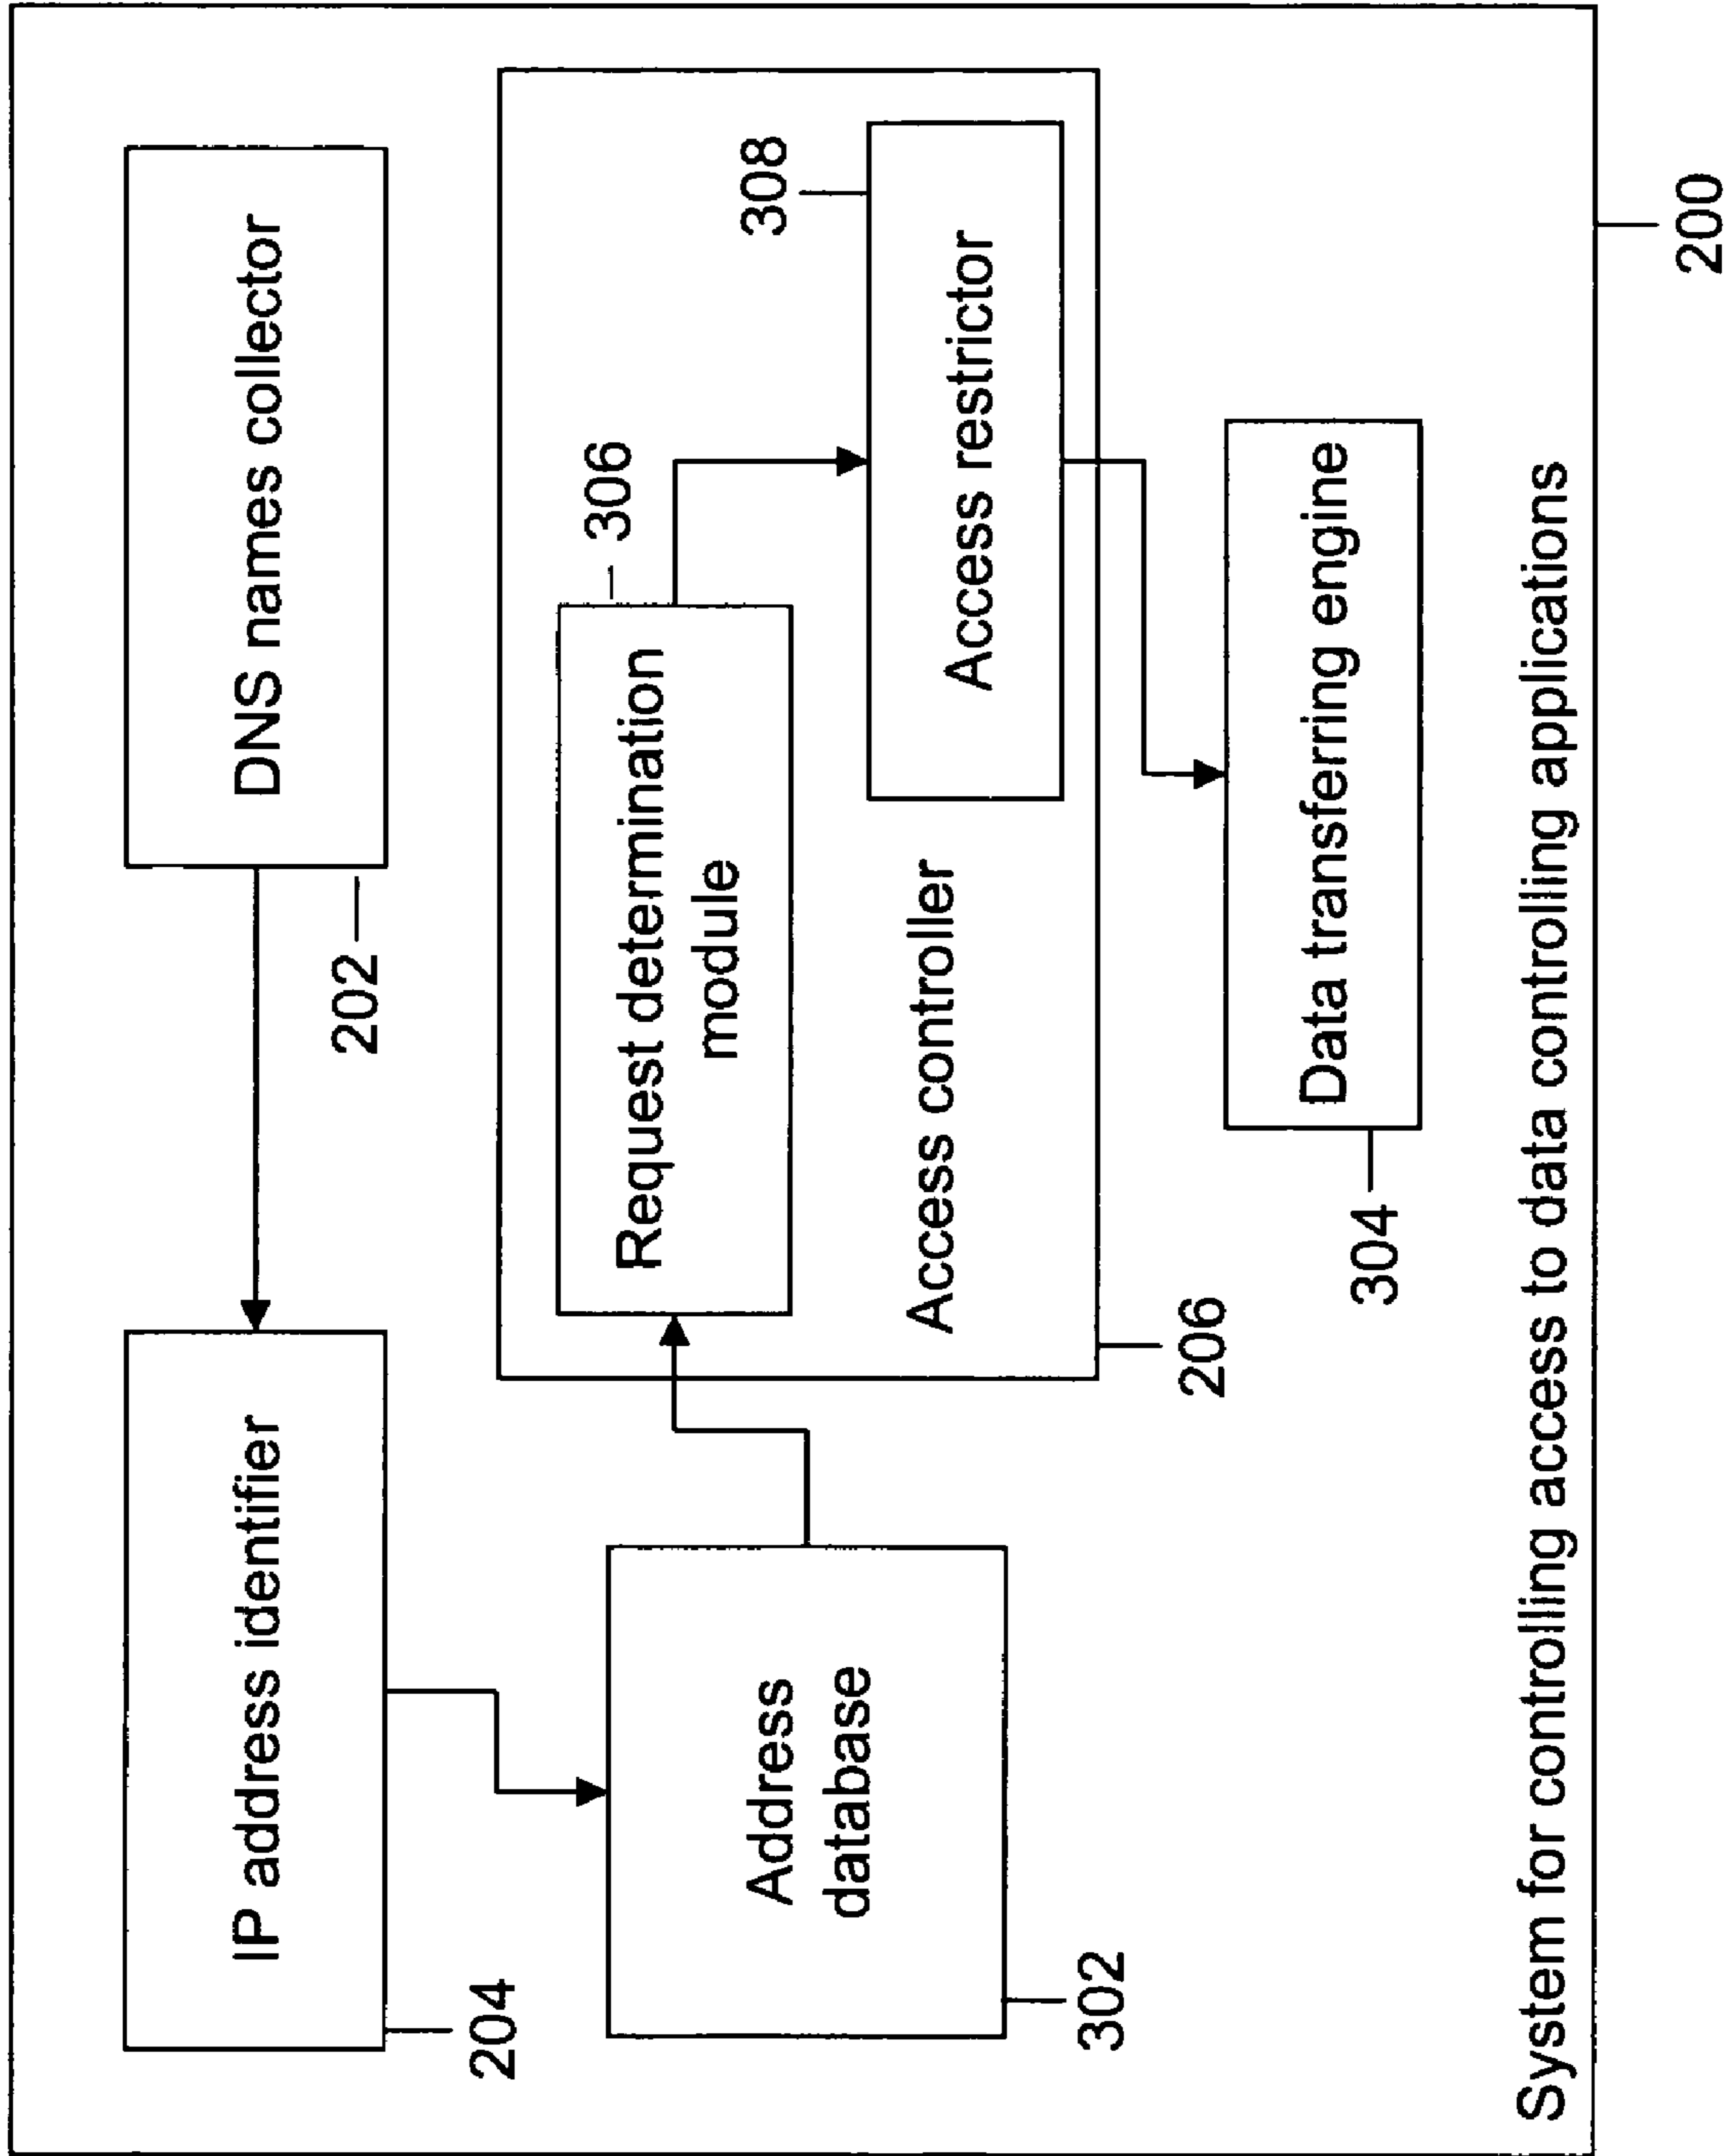 IP address identifier
204
DNS names collector
202
Address
database
302
Request determination
module
306
Access restrictor
308
Access controller
206
Data transferring engine
304
System for controlling access to data controlling applications
200